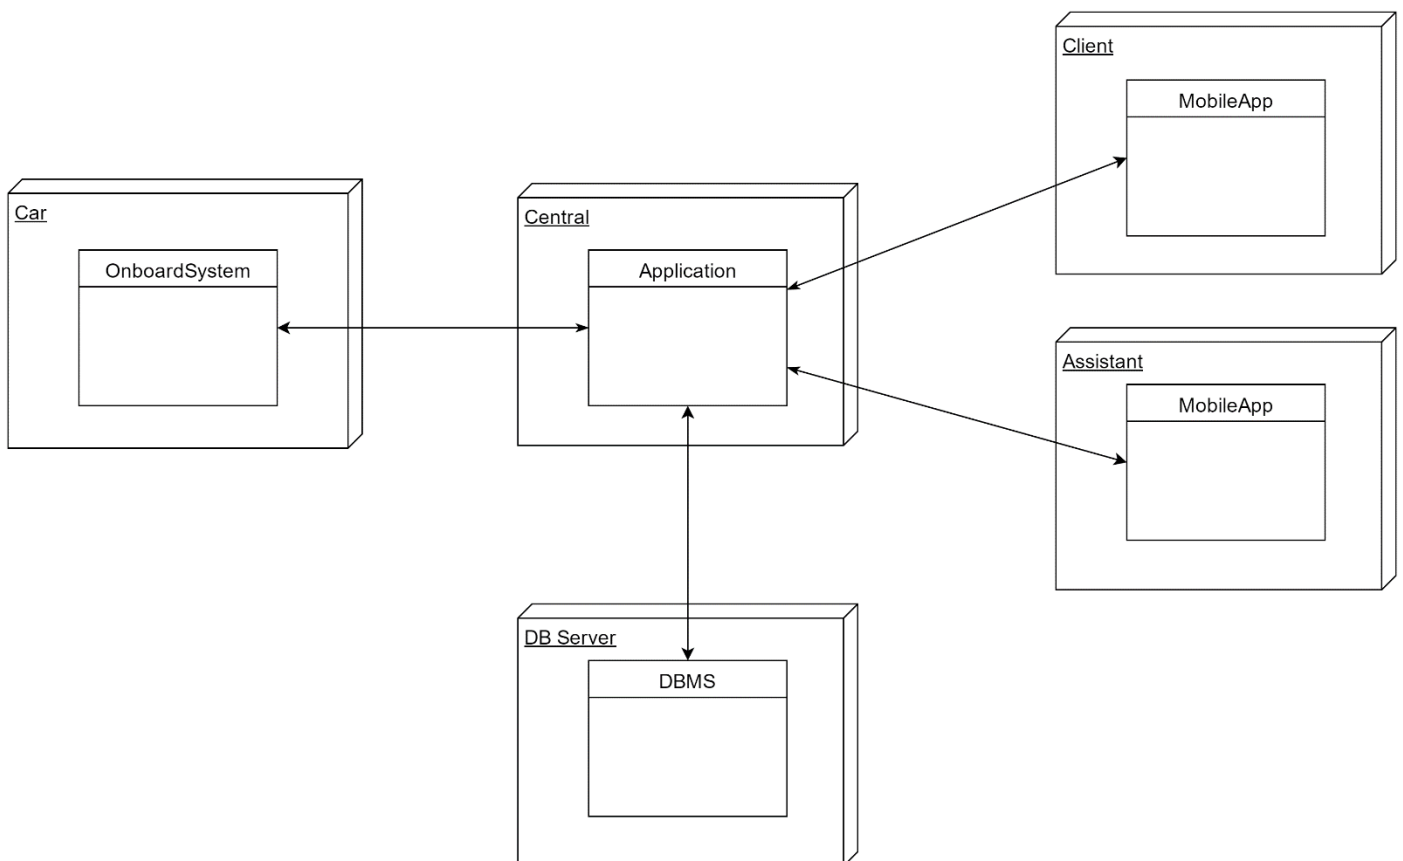 Client
MobileApp
Car
OnboardSystem
Central
Application
Assistant
MobileApp
DB Server
DBMS